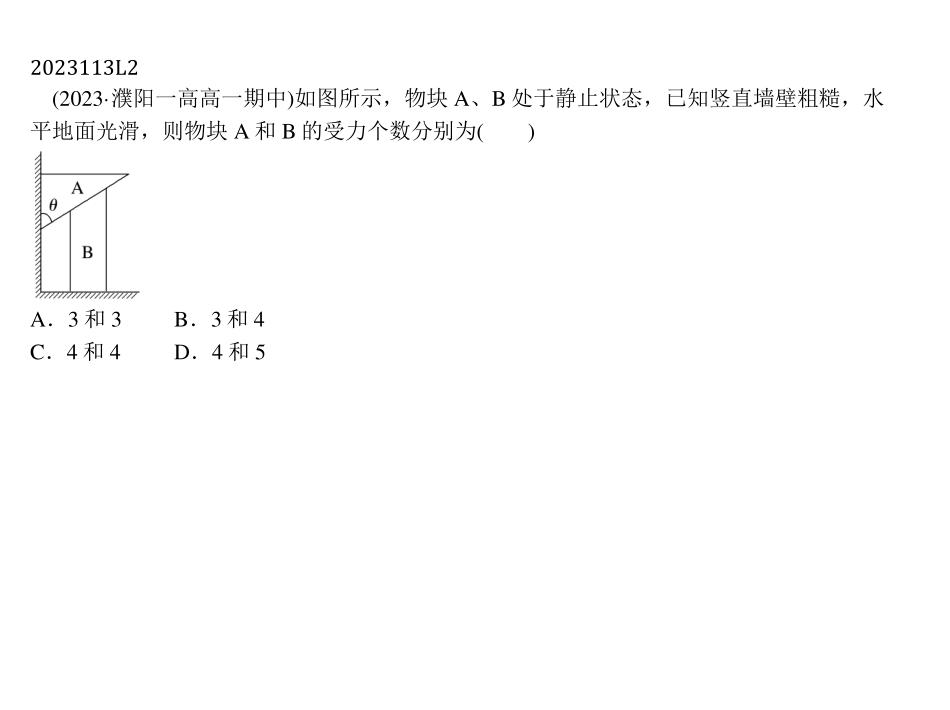 2023113L2
(2023·濮阳一高高一期中)如图所示，物块 A、B 处于静止状态，已知竖直墙壁粗糙，水
平地面光滑，则物块 A 和 B 的受力个数分别为(　　)
A
θ
B
A．3 和 3　　B．3 和 4
C．4 和 4　　D．4 和 5